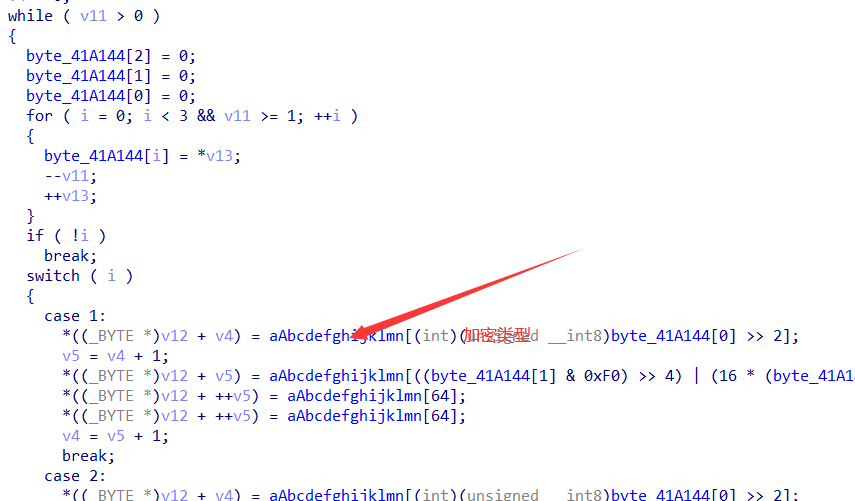 while ( v11 > 0 )
{
byte_41A144[2] = 0;
byte_41A144[1] = 0;
byte_41A144[0] = 0;
for ( i = 0; i < 3 && v11 >= 1; ++i )
{
byte_41A144[i] = *v13;
--v11;
++v13;
}
if ( !i )
break;
switch ( i )
{
case 1:
*((_BYTE *)v12 + v4) = aAbcdefghijklmn[(int)(unsigned __int8)byte_41A144[0] >> 2];
加密类型
v5 = v4 + 1;
*((_BYTE *)v12 + v5) = aAbcdefghijklmn[((byte_41A144[1] & 0xF0) >> 4) | (16 * (byte_41A14
*((_BYTE *)v12 + ++v5) = aAbcdefghijklmn[64];
*((_BYTE *)v12 + ++v5) = aAbcdefghijklmn[64];
v4 = v5 + 1;
break;
case 2:
*((_BYTE *)v12 + v4) = aAbcdefghijklmn[(int)(unsigned __int8)byte_41A144[0] >> 2];